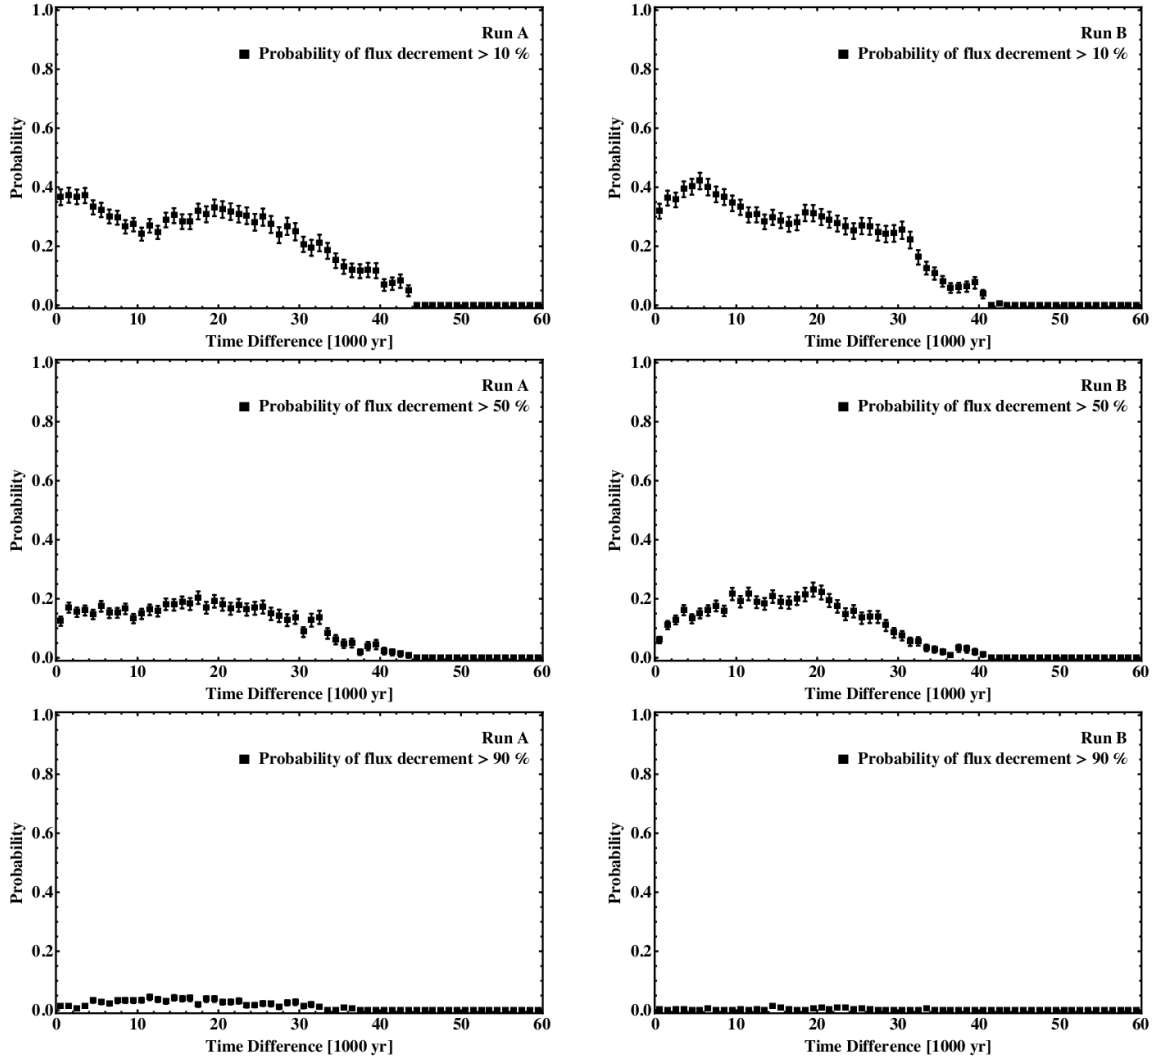 1.0
Run A
■ Probability of flux decrement > 10 %
0.8
0.6
Probability
0.4
0.2
0.0
0 10 20 30 40 50 60
Time Difference [1000 yr]
1.0
Run B
■ Probability of flux decrement > 10 %
0.8
0.6
Probability
0.4
0.2
0.0
0 10 20 30 40 50 60
Time Difference [1000 yr]
1.0
Run A
■ Probability of flux decrement > 50 %
0.8
0.6
Probability
0.4
0.2
0.0
0 10 20 30 40 50 60
Time Difference [1000 yr]
1.0
Run B
■ Probability of flux decrement > 50 %
0.8
0.6
Probability
0.4
0.2
0.0
0 10 20 30 40 50 60
Time Difference [1000 yr]
1.0
Run A
■ Probability of flux decrement > 90 %
0.8
0.6
Probability
0.4
0.2
0.0
0 10 20 30 40 50 60
Time Difference [1000 yr]
1.0
Run B
■ Probability of flux decrement > 90 %
0.8
0.6
Probability
0.4
0.2
0.0
0 10 20 30 40 50 60
Time Difference [1000 yr]